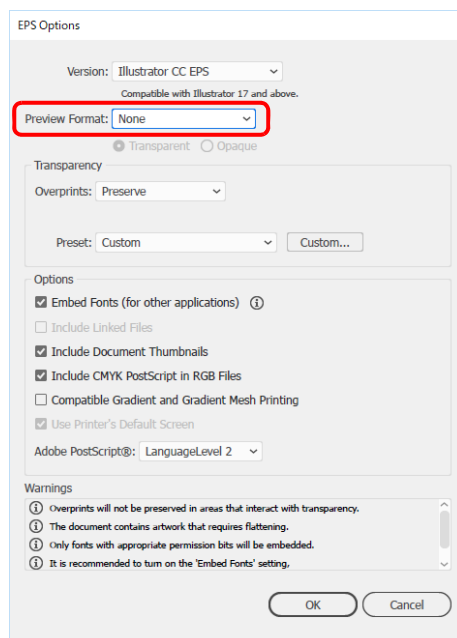 EPS Options
Version: Illustrator CC EPS
Compatible with Illustrator 17 and above.
Preview Format: None
Transparent Opaque
Transparency
Overprints: Preserve
Preset: Custom Custom...
Options
Embed Fonts (for other applications)
Include Linked Files
Include Document Thumbnails
Include CMYK PostScript in RGB Files
Compatible Gradient and Gradient Mesh Printing
Use Printer's Default Screen
Adobe PostScript®: LanguageLevel 2
Warnings
Overprints will not be preserved in areas that interact with transparency.
The document contains artwork that requires flattening.
Only fonts with appropriate permission bits will be embedded.
It is recommended to turn on the 'Embed Fonts' setting,
OK Cancel